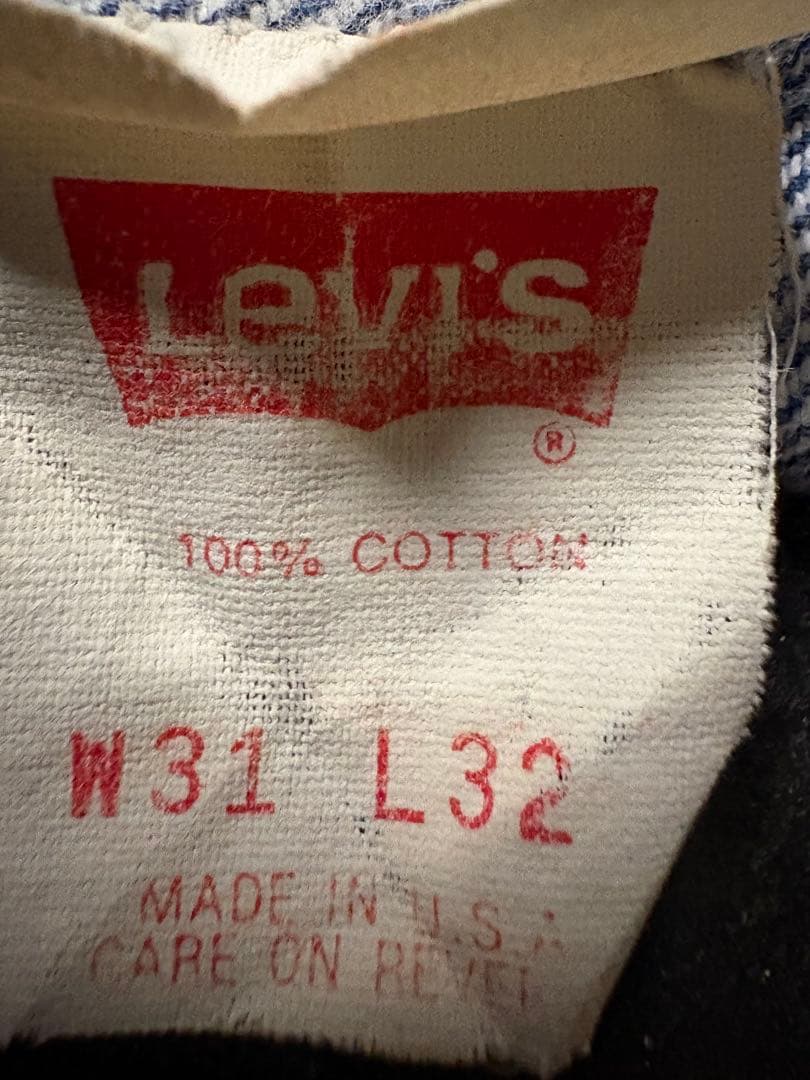 Levi's
®
100% COTTON
W31 L32
MADE IN U.S.A
CARE ON